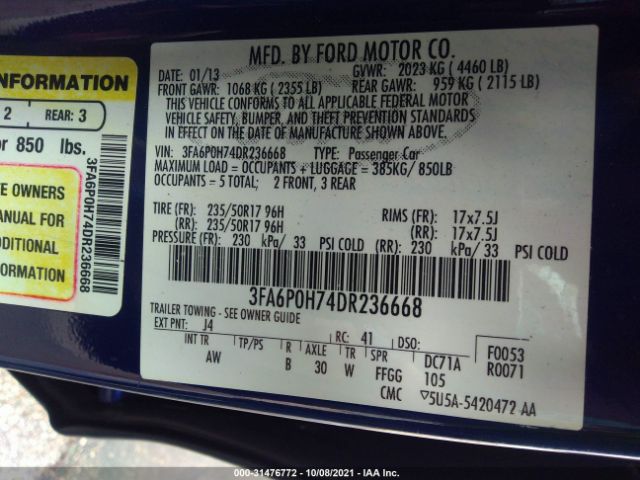 INFORMATION
2 REAR: 3
or 850 lbs.
E OWNERS
ANUAL FOR
DDITIONAL
FORMATION
3FA6P0H74DR236668
MFD. BY FORD MOTOR CO.
DATE: 01/13 GVWR: 2023 KG ( 4460 LB)
FRONT GAWR: 1068 KG ( 2355 LB) REAR GAWR: 959 KG ( 2115 LB)
THIS VEHICLE CONFORMS TO ALL APPLICABLE FEDERAL MOTOR
VEHICLE SAFETY, BUMPER, AND THEFT PREVENTION STANDARDS
IN EFFECT ON THE DATE OF MANUFACTURE SHOWN ABOVE.
VIN: 3FA6P0H74DR236668 TYPE: Passenger Car
MAXIMUM LOAD = OCCUPANTS + LUGGAGE = 385KG/ 850LB
OCCUPANTS = 5 TOTAL; 2 FRONT, 3 REAR
TIRE (FR): 235/50R17 96H RIMS (FR): 17x7.5J
(RR): 235/50R17 96H (RR): 17x7.5J
PRESSURE (FR): 230 kPa/ 33 PSI COLD (RR): 230 kPa/ 33 PSI COLD
3FA6P0H74DR236668
TRAILER TOWING - SEE OWNER GUIDE
EXT PNT: J4 RC: 41 DSO: F0053
INT TR TP/PS R AXLE TR SPR DC71A R0071
AW B 30 W FFGG 105
CMC ▽5U5A-5420472 AA
000-31476772 - 10/08/2021 - IAA Inc.